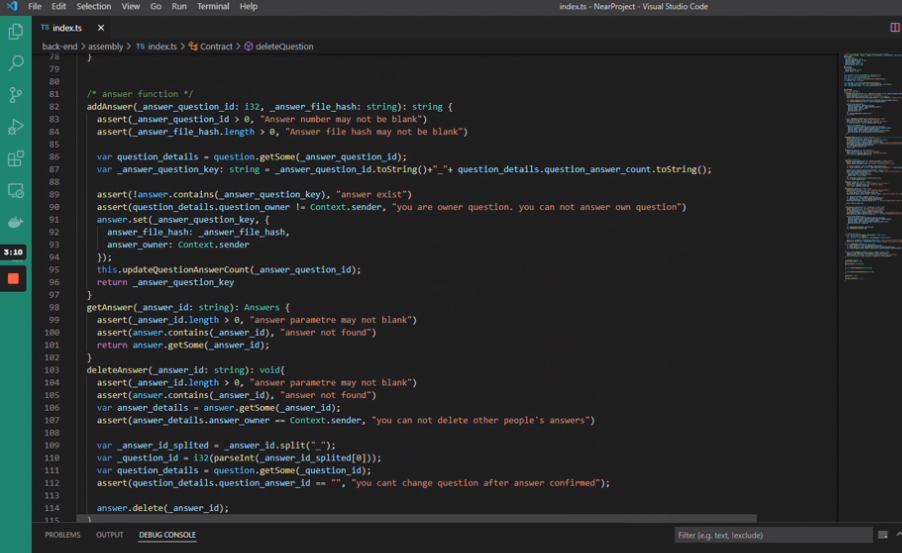 File Edit Selection View Go Run Terminal Help
index.ts - NearProject - Visual Studio Code
TS index.ts ×
back-end > assembly > TS index.ts > Contract > deleteQuestion
78 }
79
80
81 /* answer function */
82 addAnswer(_answer_question_id: i32, _answer_file_hash: string): string {
83 assert(_answer_question_id > 0, "Answer number may not be blank")
84 assert(_answer_file_hash.length > 0, "Answer file hash may not be blank")
85
86 var question_details = question.getSome(_answer_question_id);
87 var _answer_question_key: string = _answer_question_id.toString()+"_"+ question_details.question_answer_count.toString();
88
89 assert(!answer.contains(_answer_question_key), "answer exist")
90 assert(question_details.question_owner != Context.sender, "you are owner question. you can not answer own question")
91 answer.set(_answer_question_key, {
92 answer_file_hash: _answer_file_hash,
93 answer_owner: Context.sender
94 });
95 this.updateQuestionAnswerCount(_answer_question_id);
96 return _answer_question_key
97 }
98 getAnswer(_answer_id: string): Answers {
99 assert(_answer_id.length > 0, "answer parametre may not blank")
100 assert(answer.contains(_answer_id), "answer not found")
101 return answer.getSome(_answer_id);
102 }
103 deleteAnswer(_answer_id: string): void{
104 assert(_answer_id.length > 0, "answer parametre may not blank")
105 assert(answer.contains(_answer_id), "answer not found")
106 var answer_details = answer.getSome(_answer_id);
107 assert(answer_details.answer_owner == Context.sender, "you can not delete other people's answers")
108
109 var _answer_id_splited = _answer_id.split("_");
110 var _question_id = i32(parseInt(_answer_id_splited[0]));
111 var question_details = question.getSome(_question_id);
112 assert(question_details.question_answer_id == "", "you cant change question after answer confirmed");
113
114 answer.delete(_answer_id);
115 }
3:10
PROBLEMS OUTPUT DEBUG CONSOLE
Filter (e.g. text, !exclude)